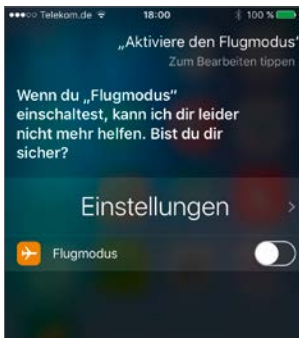 Telekom.de 18:00 100 %
„Aktiviere den Flugmodus“
Zum Bearbeiten tippen
Wenn du „Flugmodus“
einschaltest, kann ich dir leider
nicht mehr helfen. Bist du dir
sicher?
Einstellungen
Flugmodus